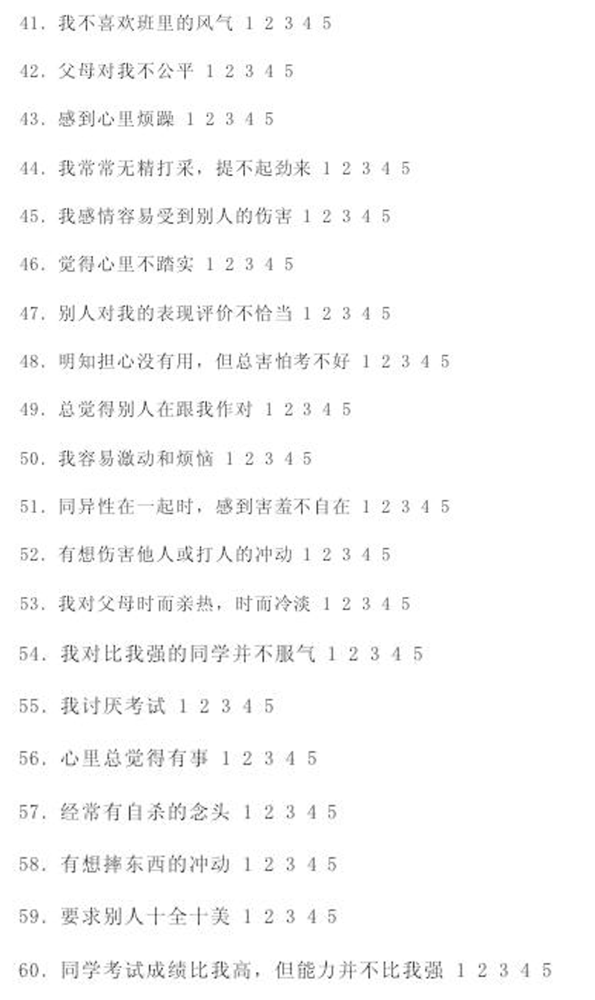 41. 我不喜欢班里的风气 1 2 3 4 5
42. 父母对我不公平 1 2 3 4 5
43. 感到心里烦躁 1 2 3 4 5
44. 我常常无精打采，提不起劲来 1 2 3 4 5
45. 我感情容易受到别人的伤害 1 2 3 4 5
46. 觉得心里不踏实 1 2 3 4 5
47. 别人对我的表现评价不恰当 1 2 3 4 5
48. 明知担心没有用，但总害怕考不好 1 2 3 4 5
49. 总觉得别人在跟我作对 1 2 3 4 5
50. 我容易激动和烦恼 1 2 3 4 5
51. 同异性在一起时，感到害羞不自在 1 2 3 4 5
52. 有想伤害他人或打人的冲动 1 2 3 4 5
53. 我对父母时而亲热，时而冷淡 1 2 3 4 5
54. 我对比我强的同学并不服气 1 2 3 4 5
55. 我讨厌考试 1 2 3 4 5
56. 心里总觉得有事 1 2 3 4 5
57. 经常有自杀的念头 1 2 3 4 5
58. 有想摔东西的冲动 1 2 3 4 5
59. 要求别人十全十美 1 2 3 4 5
60. 同学考试成绩比我高，但能力并不比我强 1 2 3 4 5